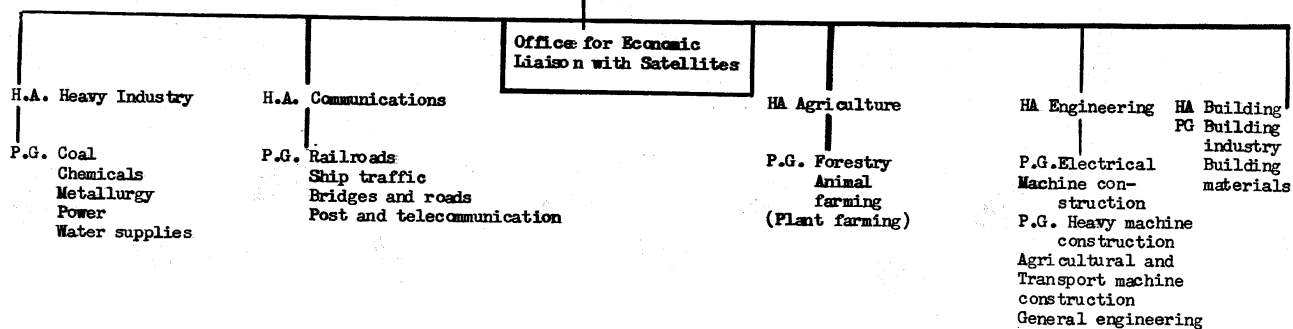 Office for Economic
Liaison with Satellites
H.A. Heavy Industry
P.G. Coal
Chemicals
Metallurgy
Power
Water supplies
H.A. Communications
P.G. Railroads
Ship traffic
Bridges and roads
Post and telecommunication
HA Agriculture
P.G. Forestry
Animal
farming
(Plant farming)
HA Engineering
P.G.Electrical
Machine con-
struction
P.G. Heavy machine
construction
Agricultural and
Transport machine
construction
General engineering
HA Building
PG Building
industry
Building
materials